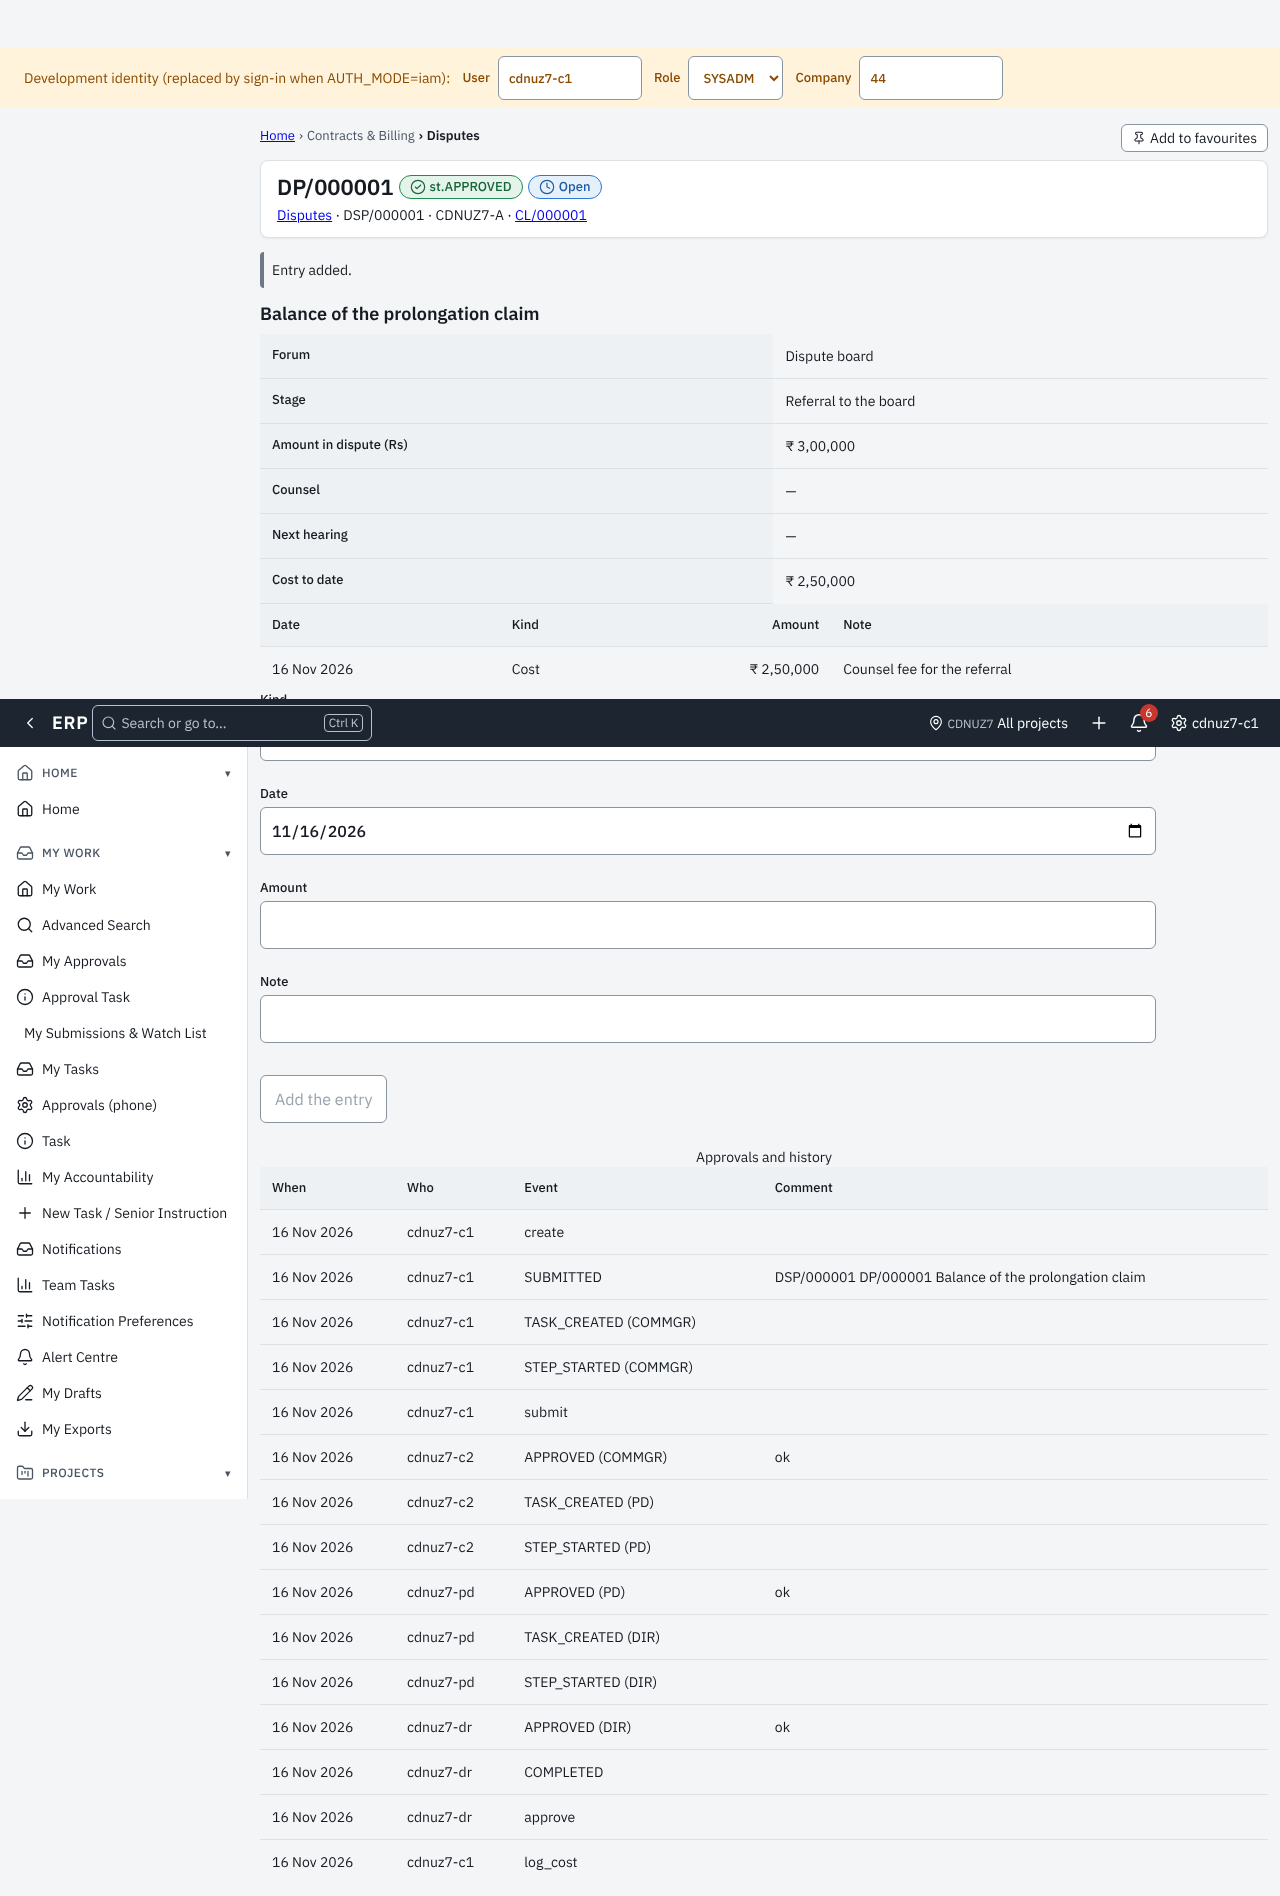 Development identity (replaced by sign-in when AUTH_MODE=iam): User cdnuz7-c1 Role SYSADM Company 44
Home › Contracts & Billing › Disputes
Add to favourites
DP/000001 st.APPROVED Open
Disputes · DSP/000001 · CDNUZ7-A · CL/000001
Entry added.
Balance of the prolongation claim
Forum Dispute board
Stage Referral to the board
Amount in dispute (Rs) ₹ 3,00,000
Counsel —
Next hearing —
Cost to date ₹ 2,50,000
Date Kind Amount Note
16 Nov 2026 Cost ₹ 2,50,000 Counsel fee for the referral
Kind
ERP Search or go to... Ctrl K CDNUZ7 All projects 6 cdnuz7-c1
HOME
Home
MY WORK
My Work
Advanced Search
My Approvals
Approval Task
My Submissions & Watch List
My Tasks
Approvals (phone)
Task
My Accountability
New Task / Senior Instruction
Notifications
Team Tasks
Notification Preferences
Alert Centre
My Drafts
My Exports
PROJECTS
Date
11/16/2026
Amount
Note
Add the entry
Approvals and history
When Who Event Comment
16 Nov 2026 cdnuz7-c1 create
16 Nov 2026 cdnuz7-c1 SUBMITTED DSP/000001 DP/000001 Balance of the prolongation claim
16 Nov 2026 cdnuz7-c1 TASK_CREATED (COMMGR)
16 Nov 2026 cdnuz7-c1 STEP_STARTED (COMMGR)
16 Nov 2026 cdnuz7-c1 submit
16 Nov 2026 cdnuz7-c2 APPROVED (COMMGR) ok
16 Nov 2026 cdnuz7-c2 TASK_CREATED (PD)
16 Nov 2026 cdnuz7-c2 STEP_STARTED (PD)
16 Nov 2026 cdnuz7-pd APPROVED (PD) ok
16 Nov 2026 cdnuz7-pd TASK_CREATED (DIR)
16 Nov 2026 cdnuz7-pd STEP_STARTED (DIR)
16 Nov 2026 cdnuz7-dr APPROVED (DIR) ok
16 Nov 2026 cdnuz7-dr COMPLETED
16 Nov 2026 cdnuz7-dr approve
16 Nov 2026 cdnuz7-c1 log_cost